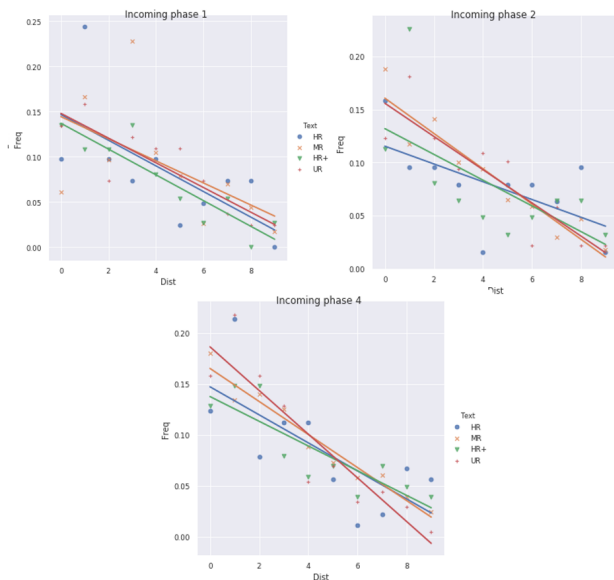 Incoming phase 1
0.25
0.20
0.15
0.10
0.05
0.00
Freq
0 2 4 6 8
Dist
Text
HR
MR
HR+
UR
Incoming phase 2
0.20
0.15
0.10
0.05
0.00
Freq
0 2 4 6 8
Dist
Incoming phase 4
0.20
0.15
0.10
0.05
0.00
Freq
0 2 4 6 8
Dist
Text
HR
MR
HR+
UR